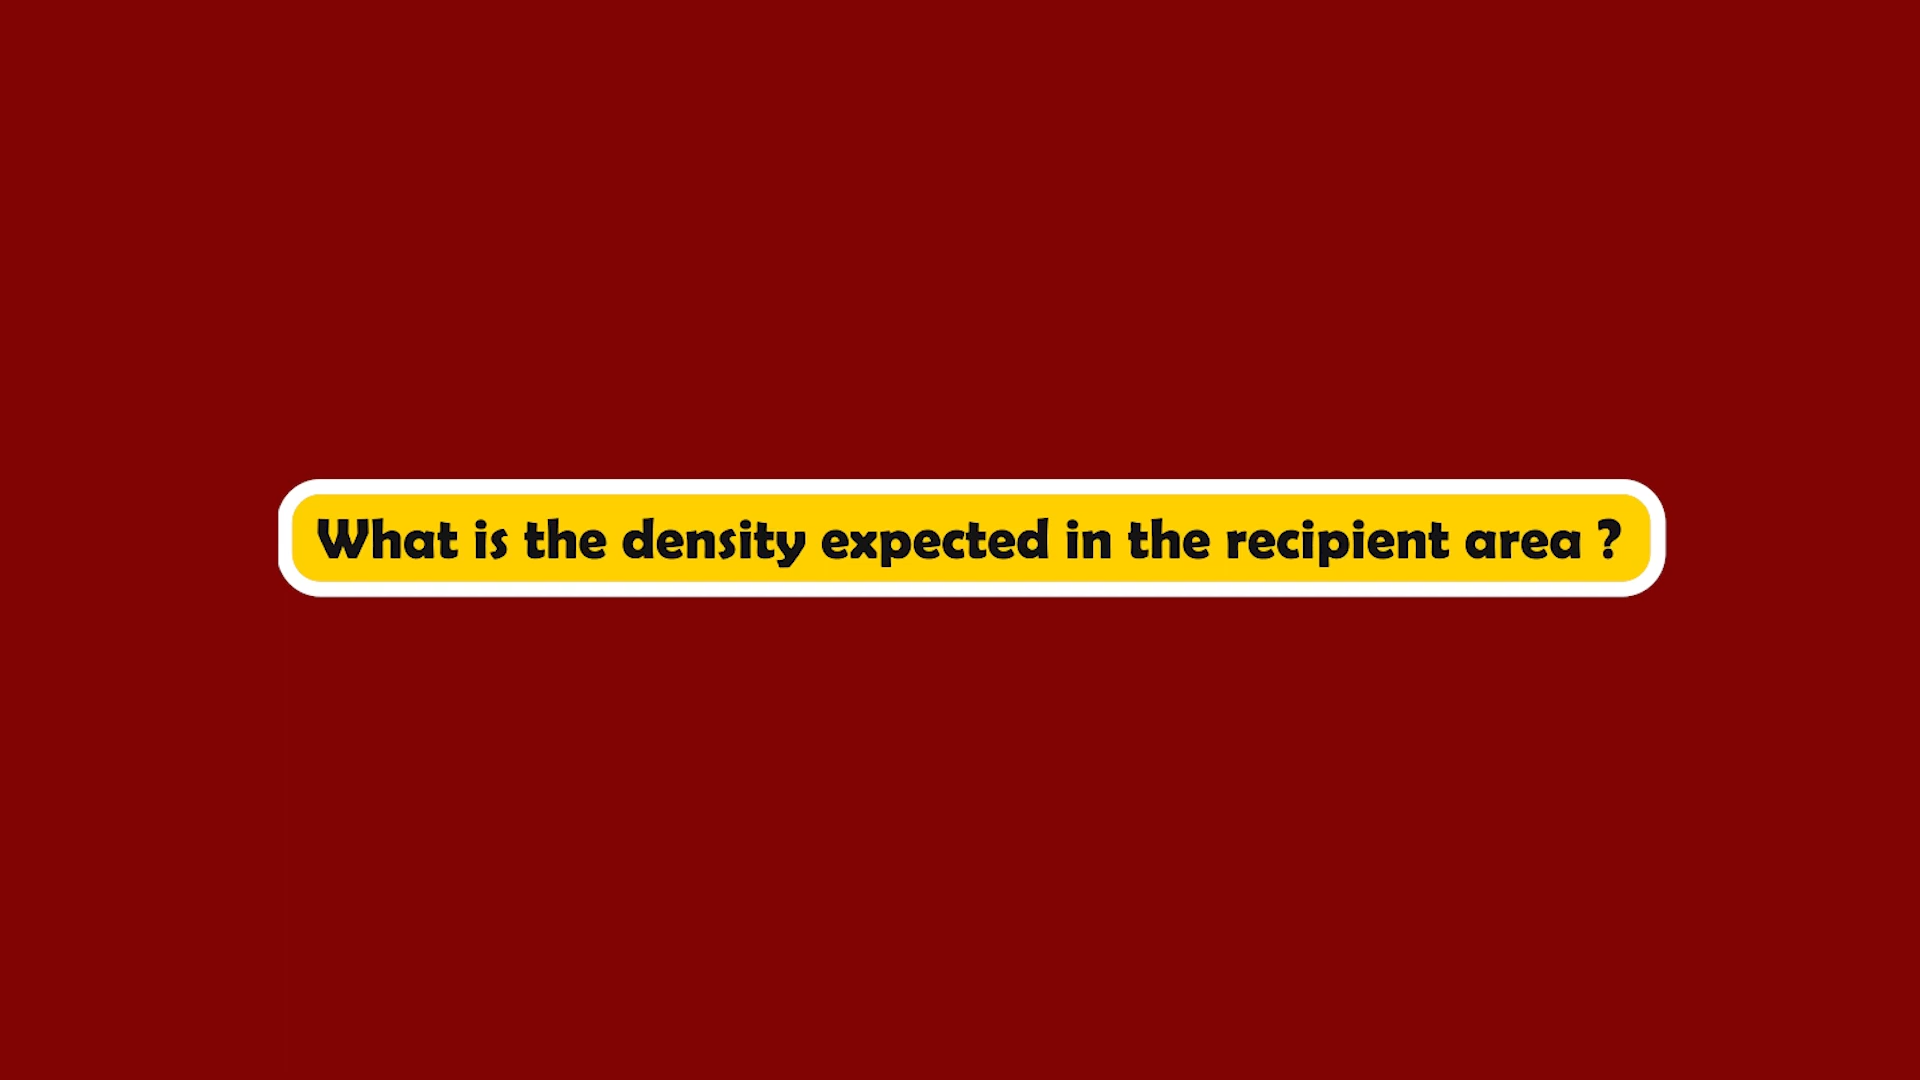 What is the density expected in the recipient area ?